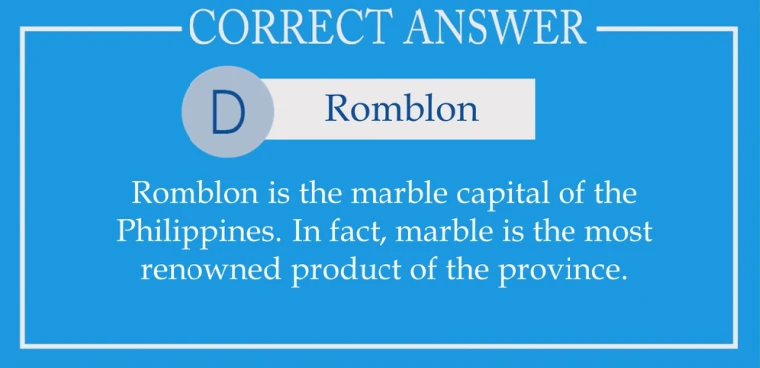 CORRECT ANSWER
D Romblon
Romblon is the marble capital of the
Philippines. In fact, marble is the most
renowned product of the province.